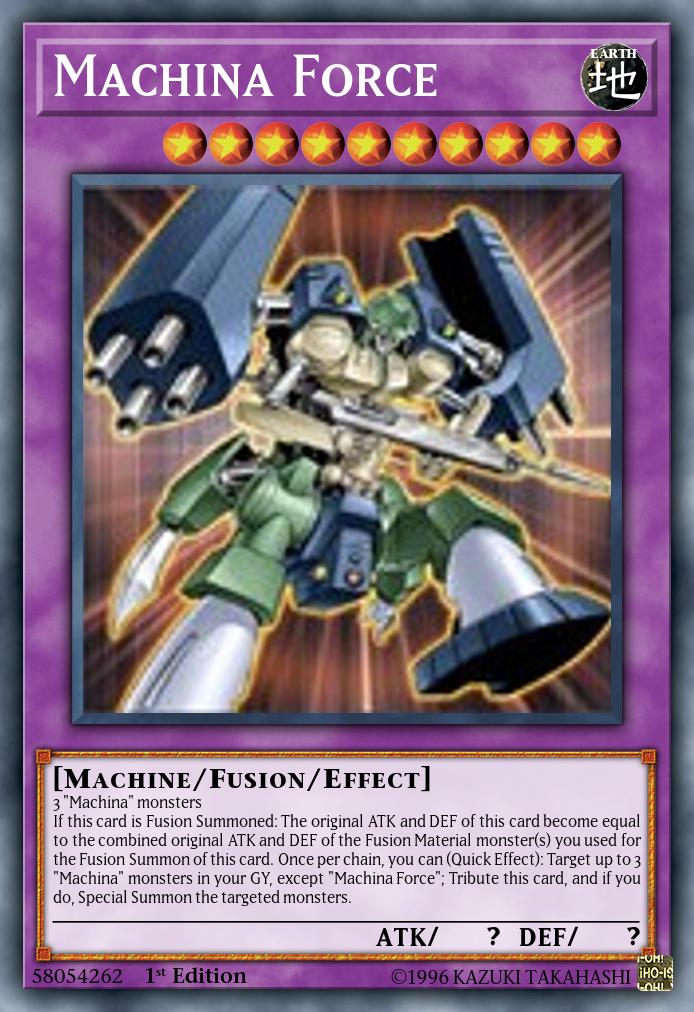 MACHINA FORCE
EARTH
地
[MACHINE/FUSION/EFFECT]
3 "Machina" monsters
If this card is Fusion Summoned: The original ATK and DEF of this card become equal
to the combined original ATK and DEF of the Fusion Material monster(s) you used for
the Fusion Summon of this card. Once per chain, you can (Quick Effect): Target up to 3
"Machina" monsters in your GY, except "Machina Force"; Tribute this card, and if you
do, Special Summon the targeted monsters.
ATK/ ? DEF/ ?
58054262 1st Edition ©1996 KAZUKI TAKAHASHI